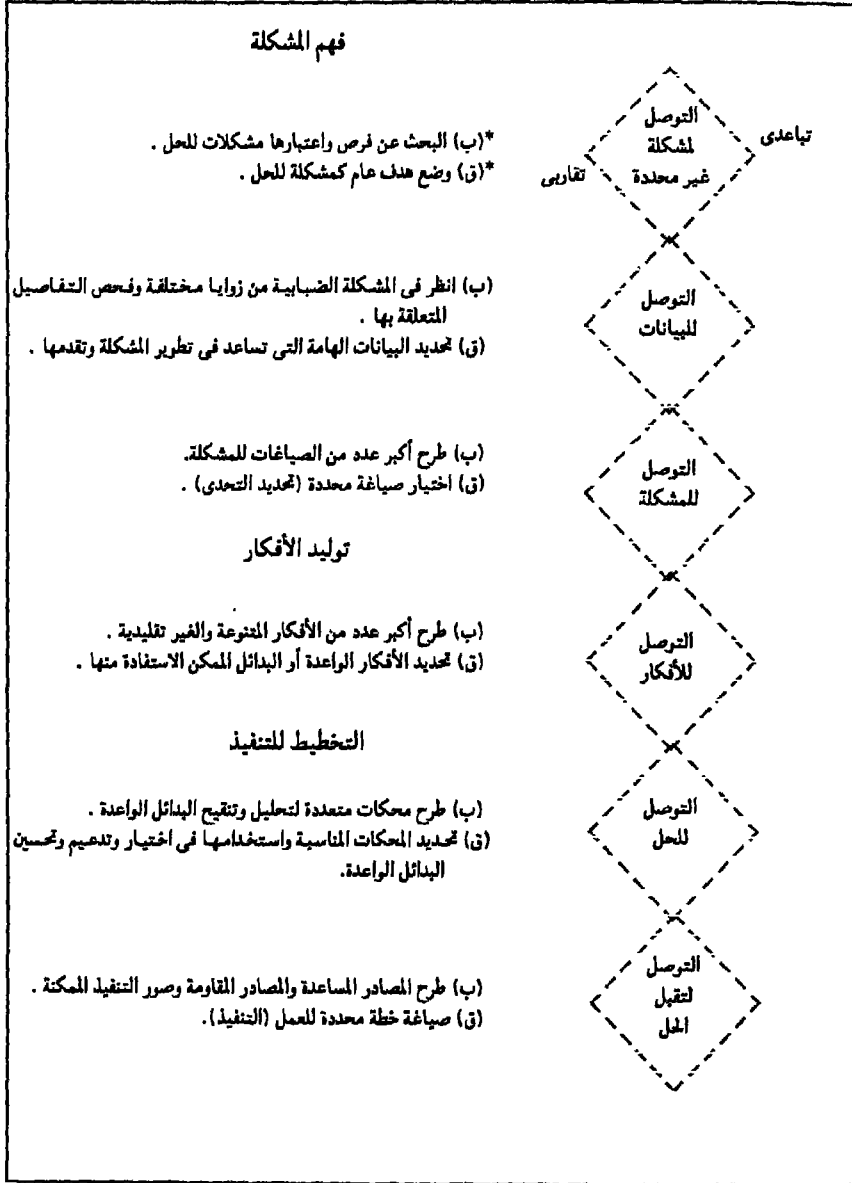 فهم المشكلة
التوصل
لمشكلة
غير محددة
تباعدى
تقاربى
*(ب) البحث عن فرص واعتبارها مشكلات للحل .
*(ق) وضع هدف عام كمشكلة للحل .
التوصل
للبيانات
(ب) انظر فى المشكلة الضبابية من زوايا مختلفة وفحص التفاصيل
المتعلقة بها .
(ق) تحديد البيانات الهامة التى تساعد فى تطوير المشكلة وتقدمها .
التوصل
للمشكلة
(ب) طرح أكبر عدد من الصياغات للمشكلة.
(ق) اختيار صياغة محددة (تحديد التحدى) .
توليد الأفكار
التوصل
للأفكار
(ب) طرح أكبر عدد من الأفكار المتنوعة والغير تقليدية .
(ق) تحديد الأفكار الواعدة أو البدائل الممكن الاستفادة منها .
التخطيط للتنفيذ
التوصل
للحل
(ب) طرح محكات متعددة لتحليل وتنقيح البدائل الواعدة .
(ق) تحديد المحكات المناسبة واستخدامها فى اختيار وتدعيم وتحسين
البدائل الواعدة.
التوصل
لتقبل
الحل
(ب) طرح المصادر المساعدة والمصادر المقاومة وصور التنفيذ الممكنة .
(ق) صياغة خطة محددة للعمل (التنفيذ).